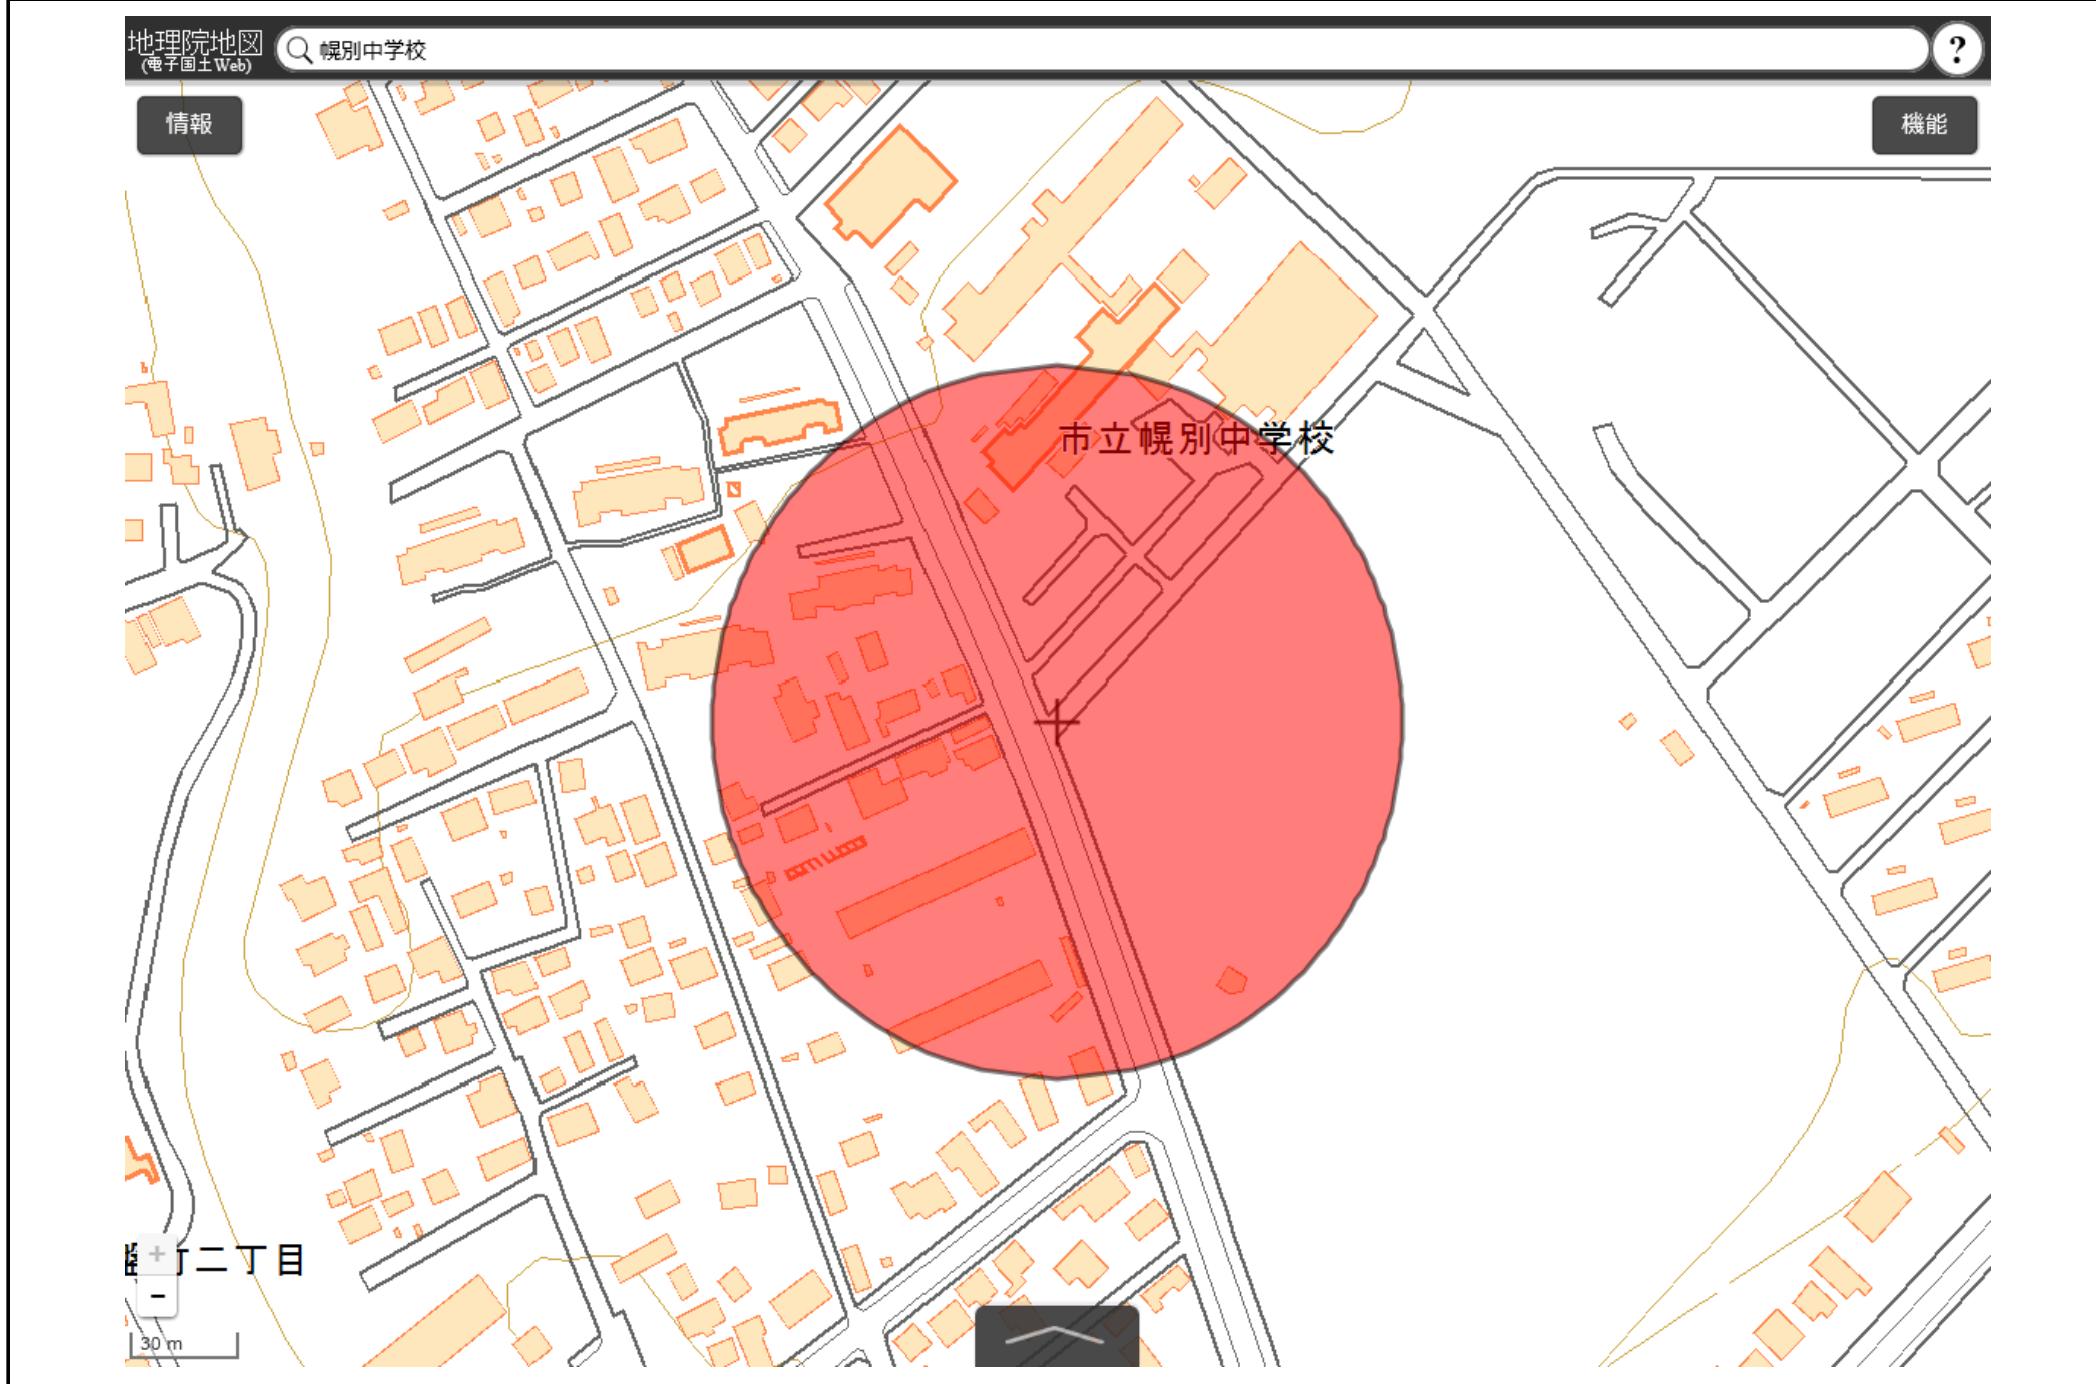 地理院地図
(電子国土Web)
幌別中学校
?
情報
機能
市立幌別中学校
町二丁目
+
−
30 m